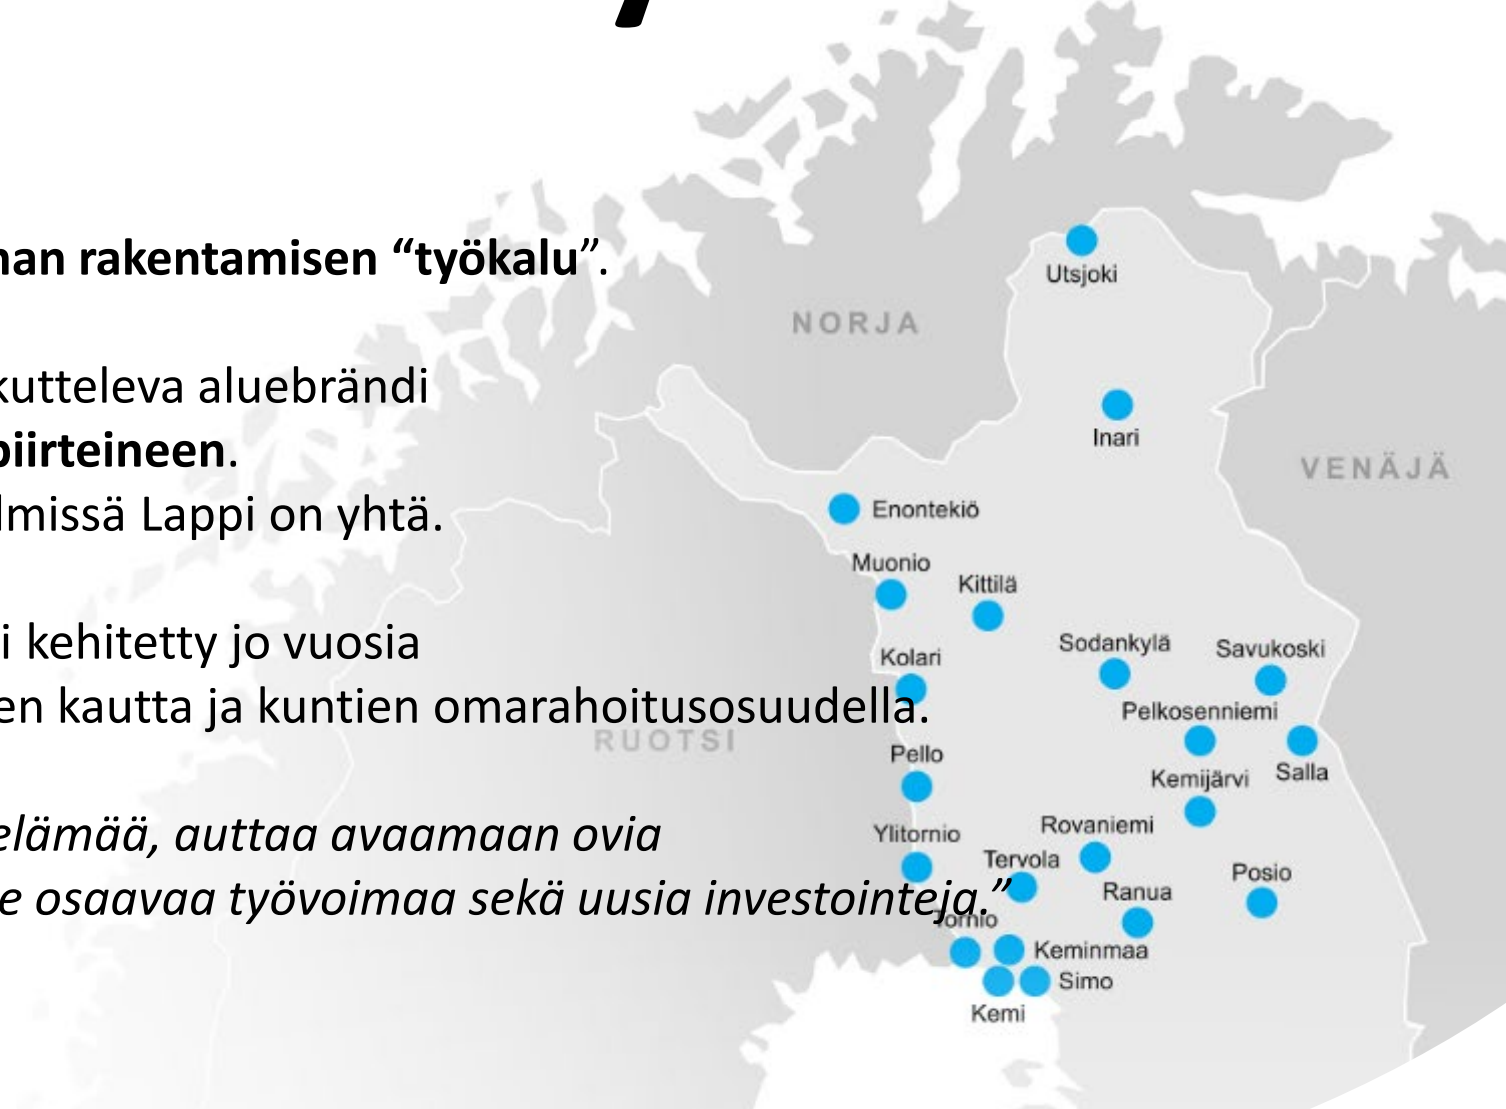 man rakentamisen “työkalu”.
kutteleva aluebrändi
piirteineen.
lmissä Lappi on yhtä.
i kehitetty jo vuosia
en kautta ja kuntien omarahoitusosuudella.
elämää, auttaa avaamaan ovia
e osaavaa työvoimaa sekä uusia investointeja.”
NORJA
VENÄJÄ
RUOTSI
Utsjoki
Inari
Enontekiö
Muonio
Kittilä
Kolari
Sodankylä
Savukoski
Pelkosenniemi
Pello
Kemijärvi
Salla
Ylitornio
Rovaniemi
Tervola
Ranua
Posio
Tornio
Keminmaa
Simo
Kemi